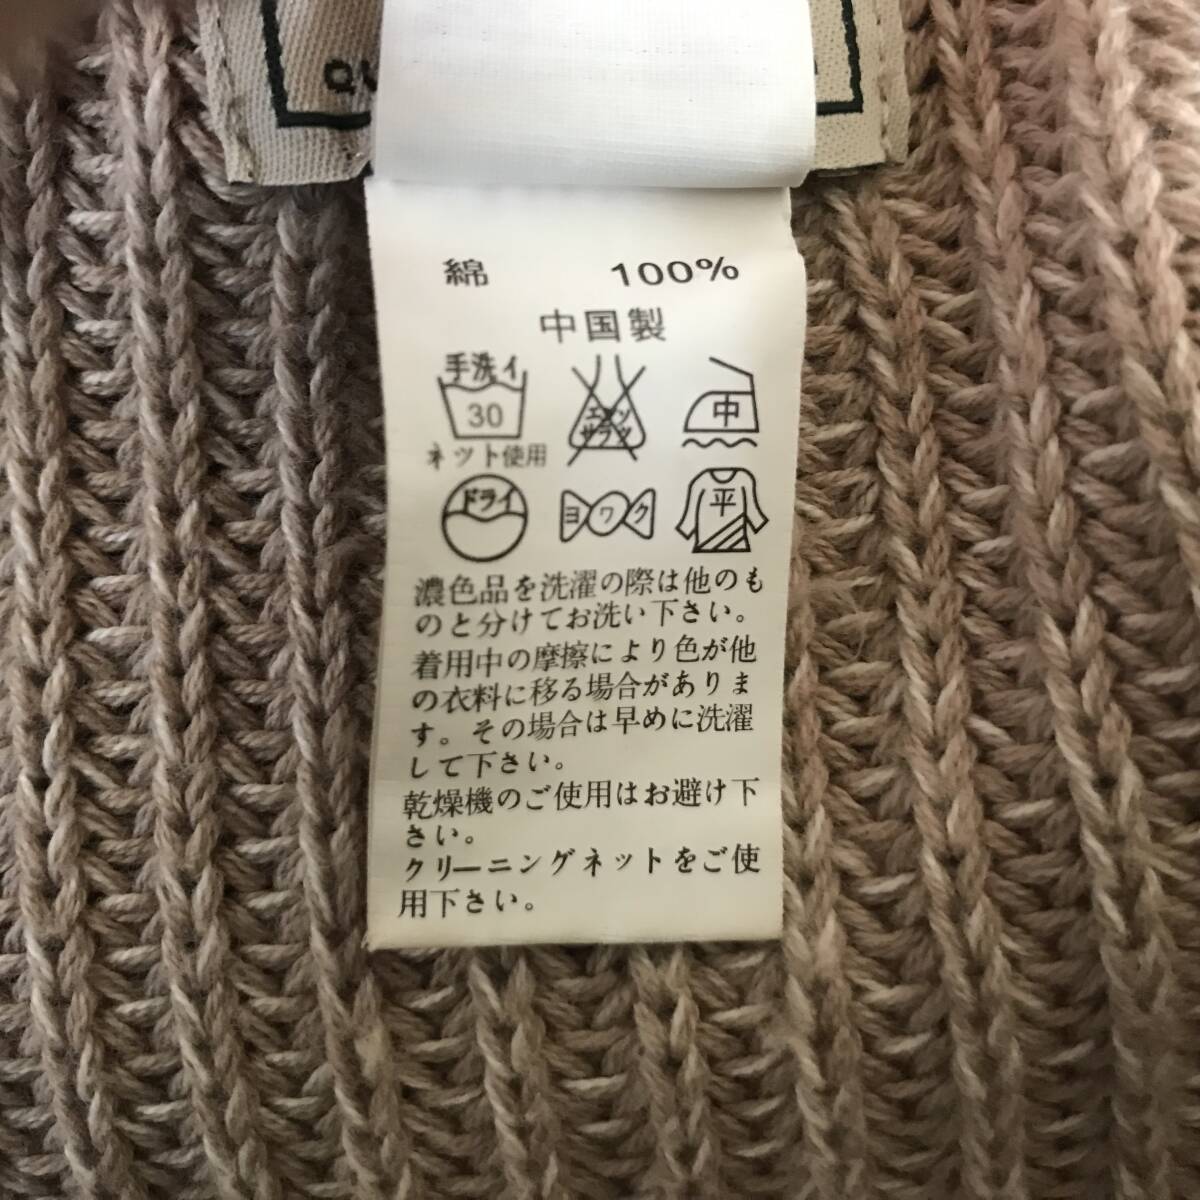 綿 100%
中国製
手洗イ
30
ネット使用
エンソ
サラシ
中
ドライ
ヨワク
平
濃色品を洗濯の際は他のも
のと分けてお洗い下さい。
着用中の摩擦により色が他
の衣料に移る場合がありま
す。その場合は早めに洗濯
して下さい。
乾燥機のご使用はお避け下
さい。
クリーニングネットをご使
用下さい。